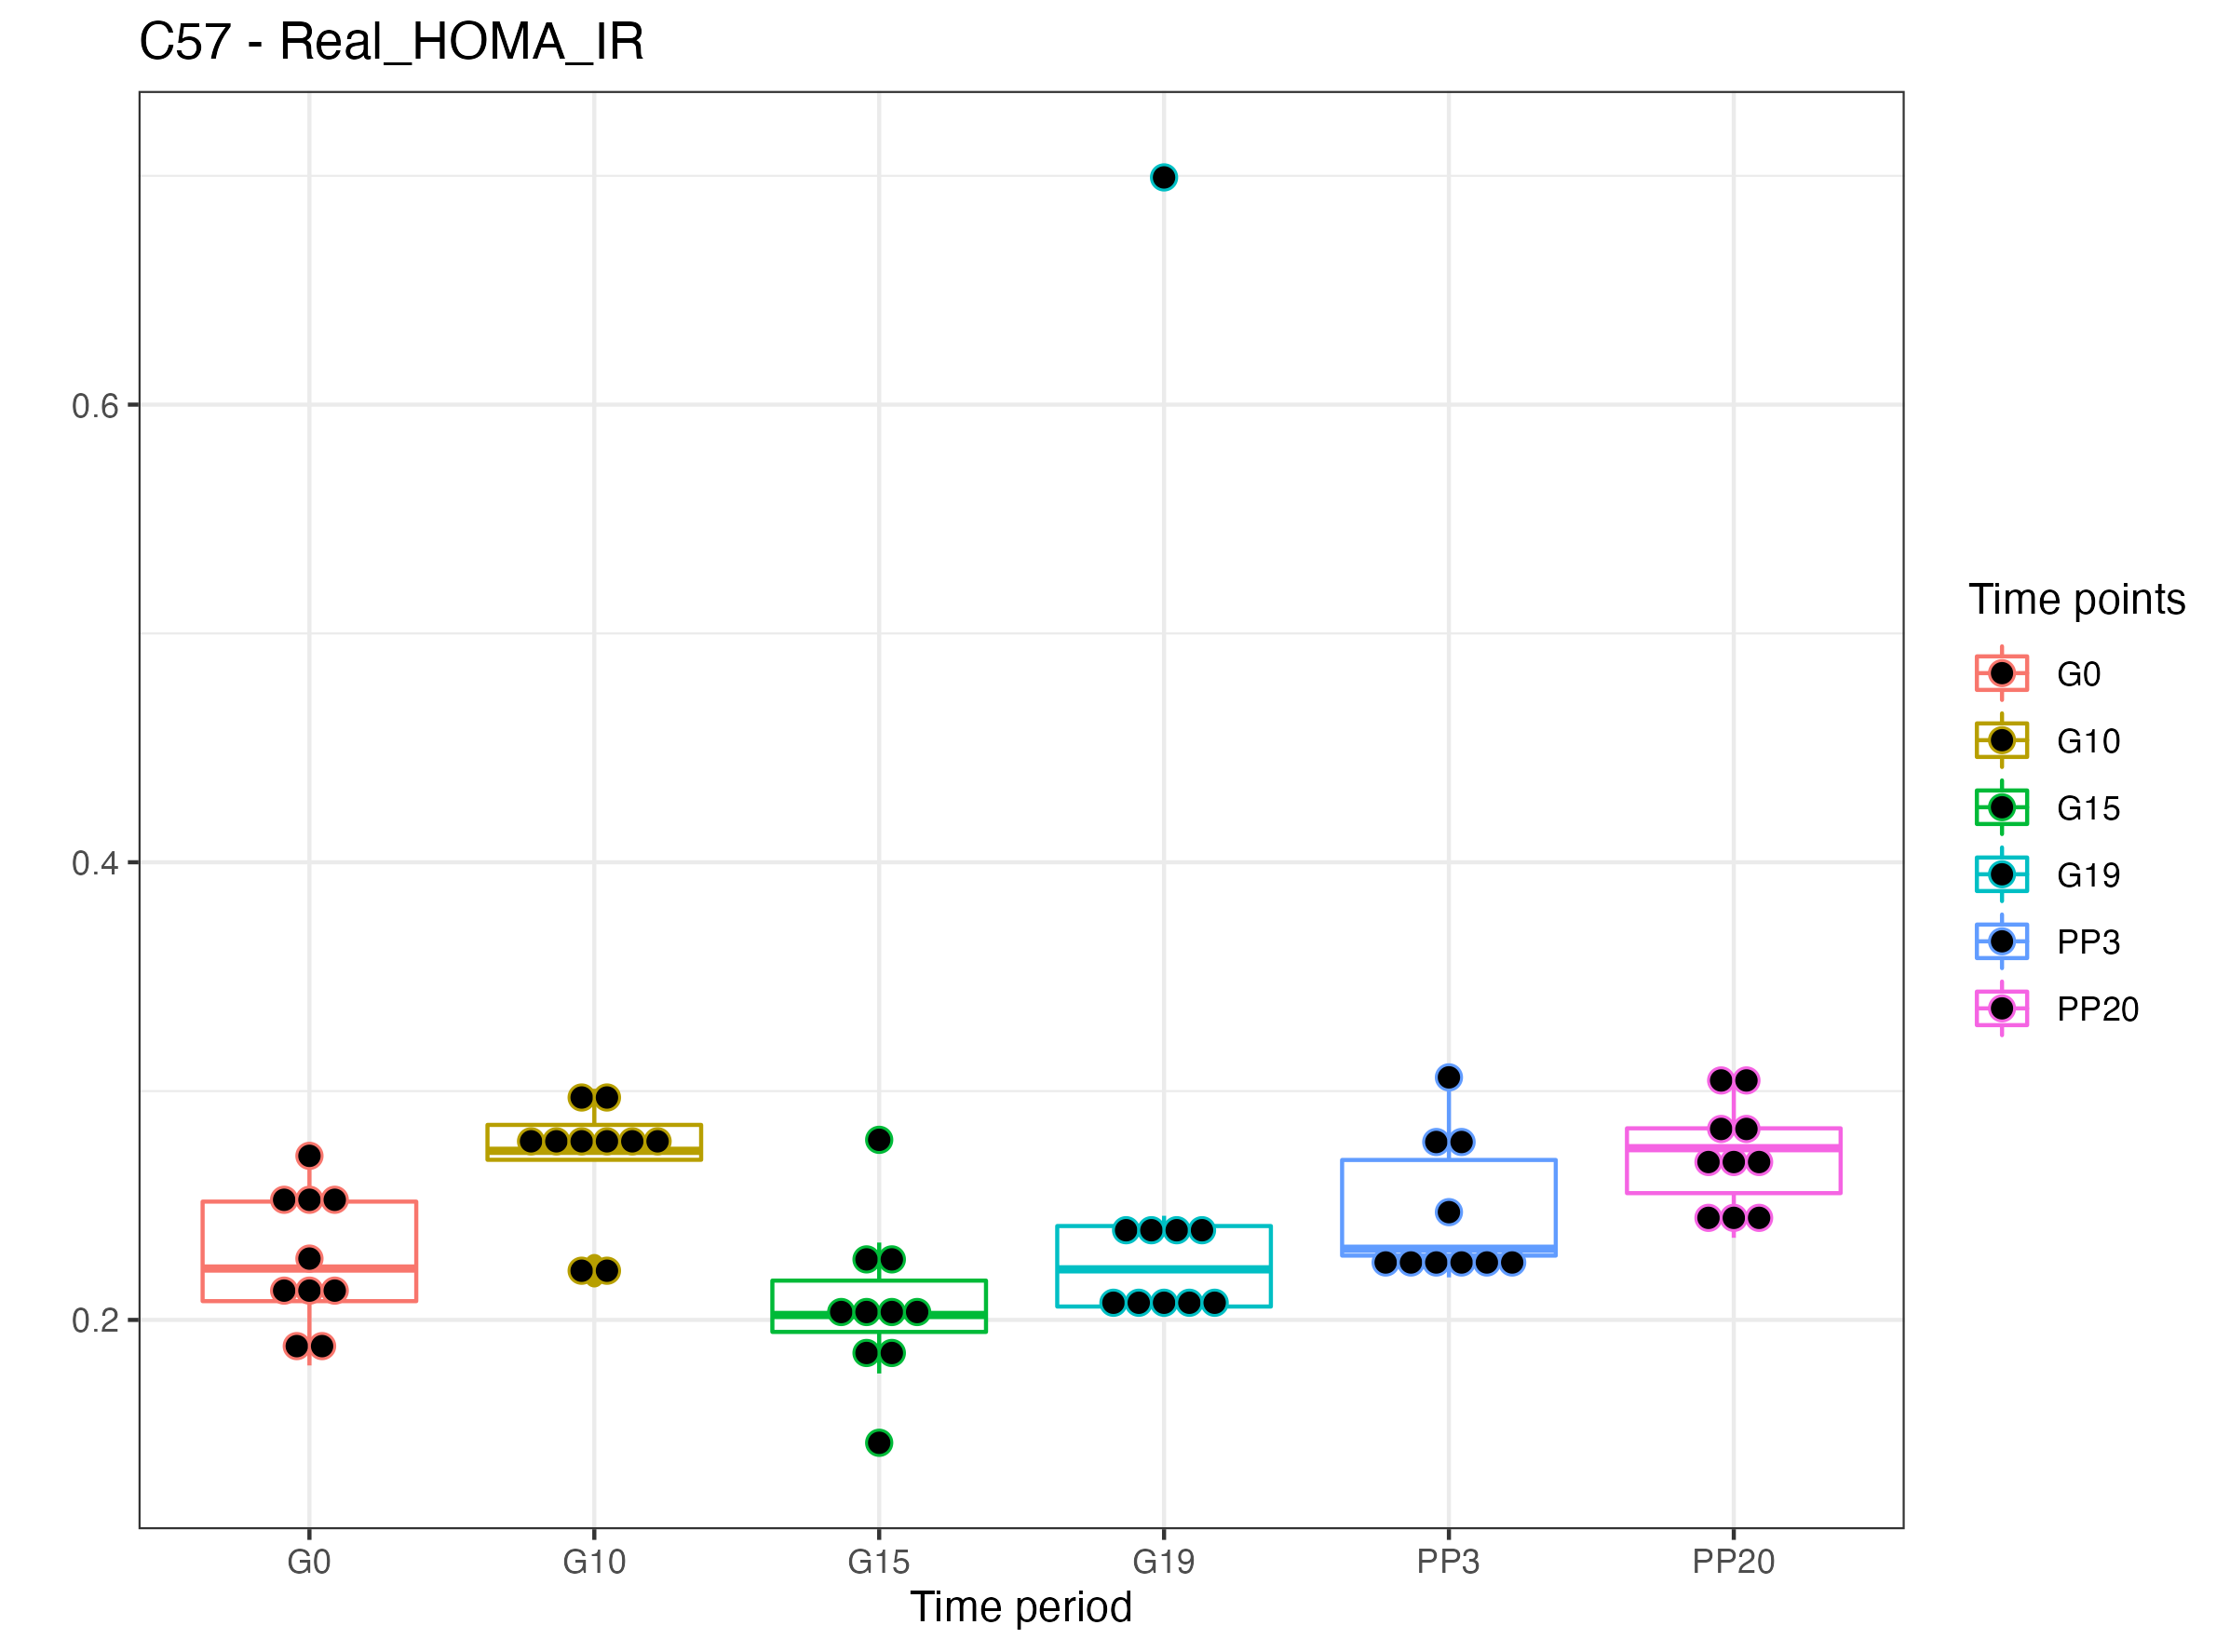 C57 - Real_HOMA_IR
0.6
0.4
0.2
G0 G10 G15 G19 PP3 PP20
Time period
Time points
G0
G10
G15
G19
PP3
PP20